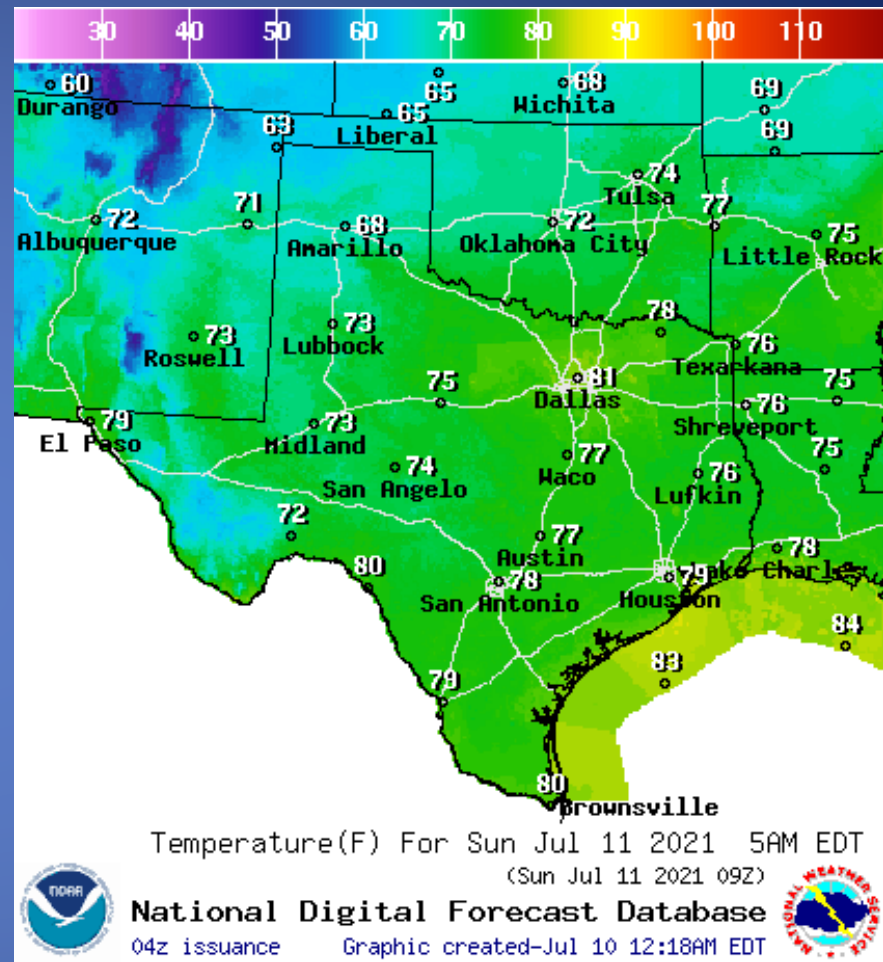 30 40 50 60 70 80 90 100 110
60
Durango
65
Liberal
65
68
Wichita
69
63
69
74
Tulsa
72
Albuquerque
71
68
Amarillo
72
Oklahoma City
77
75
Little Rock
73
Roswell
73
Lubbock
78
76
Texarkana
81
Dallas
75
76
Shreveport
75
79
El Paso
73
Midland
74
San Angelo
77
Waco
76
Lufkin
75
72
77
Austin
78
Lake Charles
80
78
San Antonio
79
Houston
84
83
79
80
Brownsville
Temperature(F) For Sun Jul 11 2021 5AM EDT
(Sun Jul 11 2021 09Z)
NOAA
National Digital Forecast Database
NATIONAL WEATHER SERVICE
04z issuance Graphic created-Jul 10 12:18AM EDT